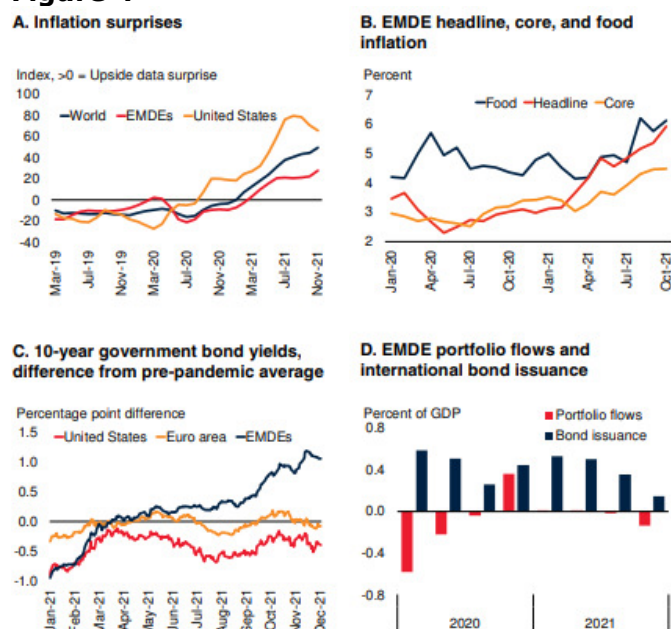 A. Inflation surprises
Index, >0 = Upside data surprise
100
80
60
40
20
0
-20
-40
World EMDEs United States
Mar-19 Jul-19 Nov-19 Mar-20 Jul-20 Nov-20 Mar-21 Jul-21 Nov-21
B. EMDE headline, core, and food
inflation
Percent
7
6
5
4
3
2
Food Headline Core
Jan-20 Apr-20 Jul-20 Oct-20 Jan-21 Apr-21 Jul-21 Oct-21
C. 10-year government bond yields,
difference from pre-pandemic average
Percentage point difference
1.5
1.0
0.5
0.0
-0.5
-1.0
United States Euro area EMDEs
Jan-21 Feb-21 Mar-21 Apr-21 May-21 Jun-21 Jul-21 Aug-21 Sep-21 Oct-21 Nov-21 Dec-21
D. EMDE portfolio flows and
international bond issuance
Percent of GDP
0.8
0.4
0.0
-0.4
-0.8
Portfolio flows
Bond issuance
2020 2021